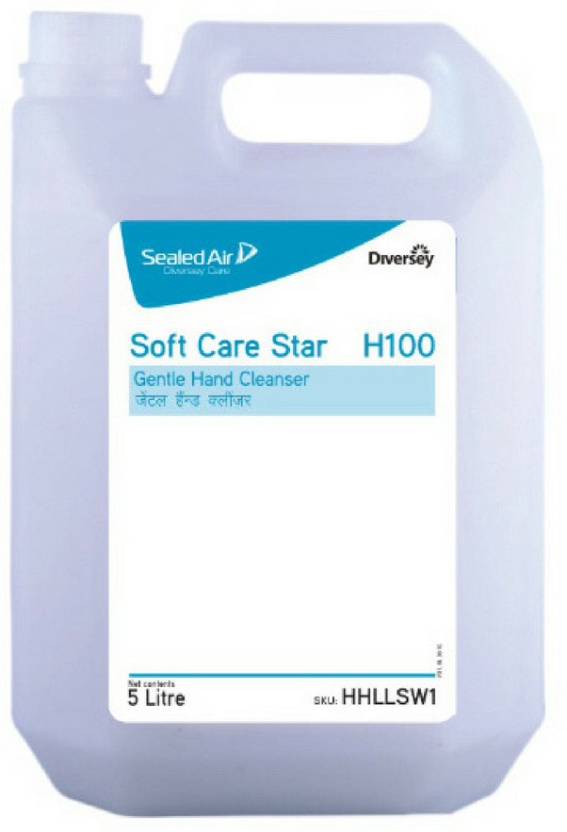 Sealed Air
Diversey Care
Diversey
Soft Care Star H100
Gentle Hand Cleanser
जेंटल हैंन्ड क्लींजर
Net contents
5 Litre
SKU: HHLLSW1